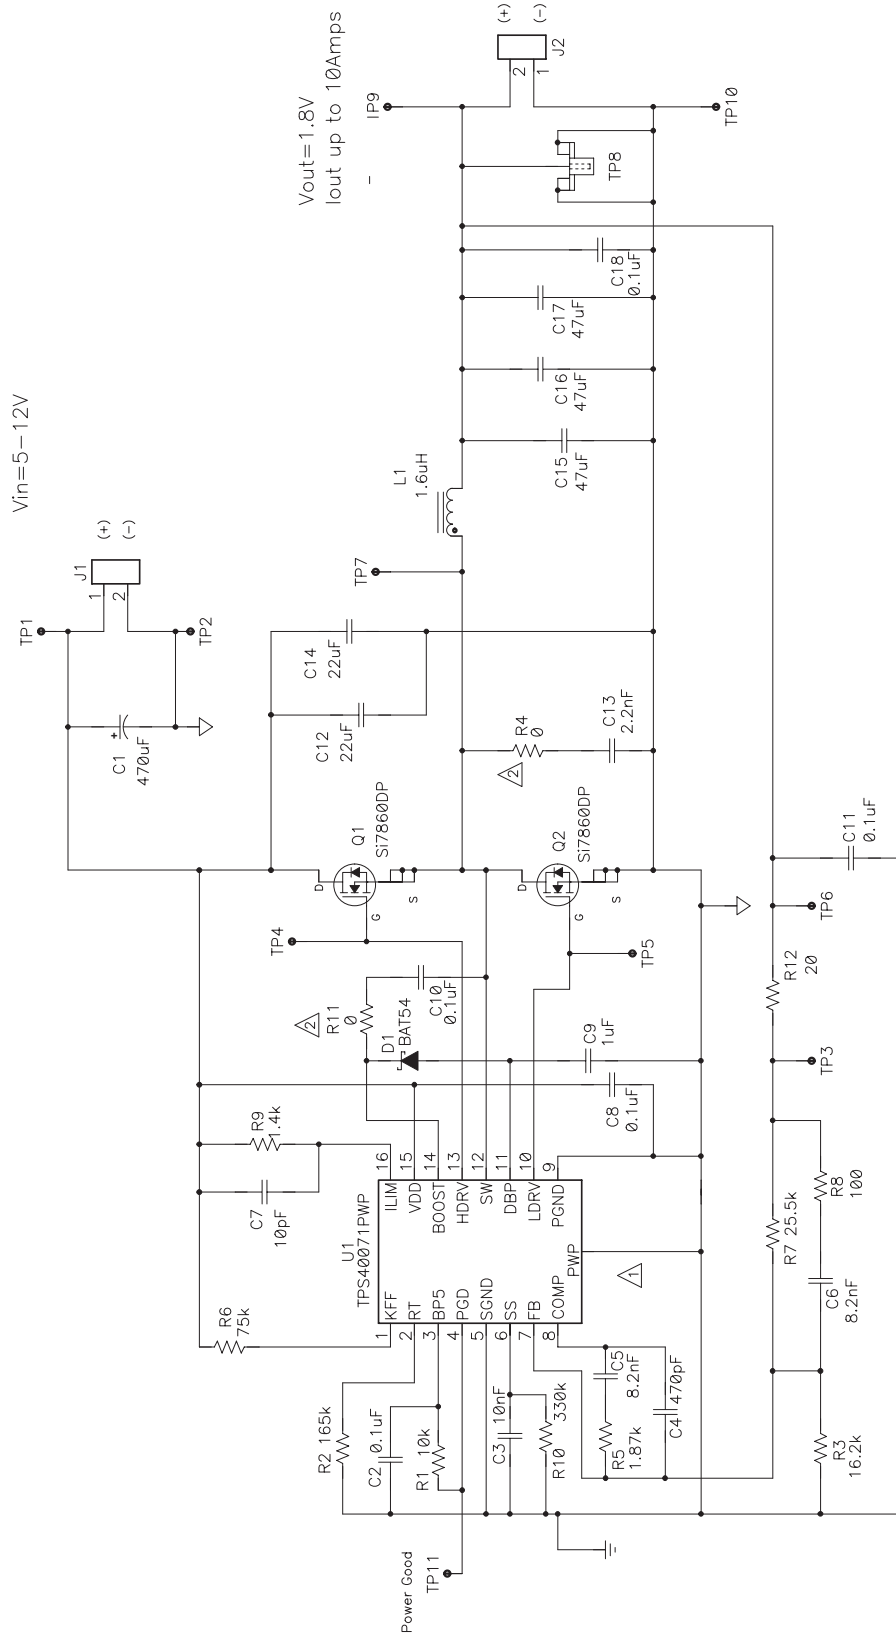 Vin=5–12V
TP1
J1
1
2
(+)
(-)
TP2
C1
470uF
+
Vout=1.8V
Iout up to 10Amps
-
IP9
2
1
J2
(+)
(-)
TP10
TP8
C18
0.1uF
C17
47uF
C16
47uF
C15
47uF
L1
1.6uH
TP7
C14
22uF
C12
22uF
R4
0
2
C13
2.2nF
Q1
Si7860DP
D
G
S
Q2
Si7860DP
D
G
S
TP4
TP5
R11
0
2
C10
0.1uF
D1
BAT54
C9
1uF
C8
0.1uF
R9
1.4k
C7
10pF
R6
75k
U1
TPS40071PWP
1
KFF
2
RT
3
BP5
4
PGD
5
SGND
6
SS
7
FB
8
COMP
16
ILIM
15
VDD
14
BOOST
13
HDRV
12
SW
11
DBP
10
LDRV
9
PGND
PWP
1
R2 165k
C2 0.1uF
R1 10k
C3 10nF
R10 330k
R5
1.87k
C5
8.2nF
C4 470pF
Power Good
TP11
R3
16.2k
C6
8.2nF
R8
100
R7 25.5k
TP3
R12
20
TP6
C11
0.1uF